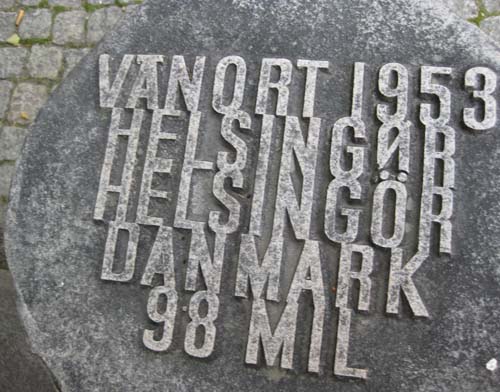 VÄNORT 1953
HELSINGØR
HELSINGÖR
DANMARK
98 MIL